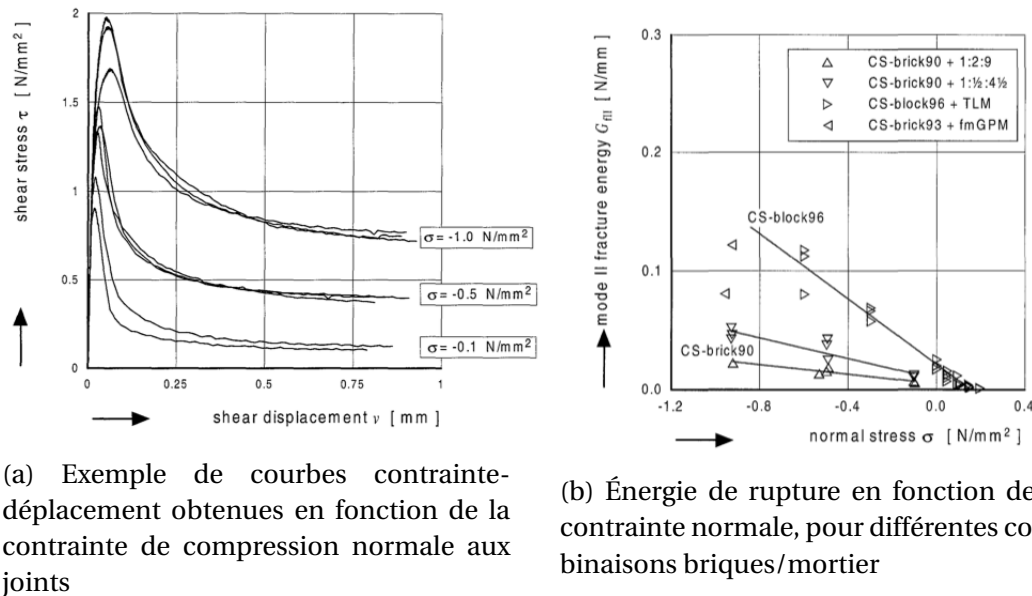 2
1.5
1
0.5
0
0
0.25
0.5
0.75
1
shear stress τ [ N/mm² ]
shear displacement v [ mm ]
σ= -1.0 N/mm²
σ= -0.5 N/mm²
σ= -0.1 N/mm²
(a) Exemple de courbes contrainte-
déplacement obtenues en fonction de la
contrainte de compression normale aux
joints
0.3
0.2
0.1
0.0
-1.2
-0.8
-0.4
0.0
0.4
mode II fracture energy GfII [ N/mm ]
normal stress σ [ N/mm² ]
CS-brick90 + 1:2:9
CS-brick90 + 1:½:4½
CS-block96 + TLM
CS-brick93 + fmGPM
CS-block96
CS-brick90
(b) Énergie de rupture en fonction de
contrainte normale, pour différentes co
binaisons briques/mortier